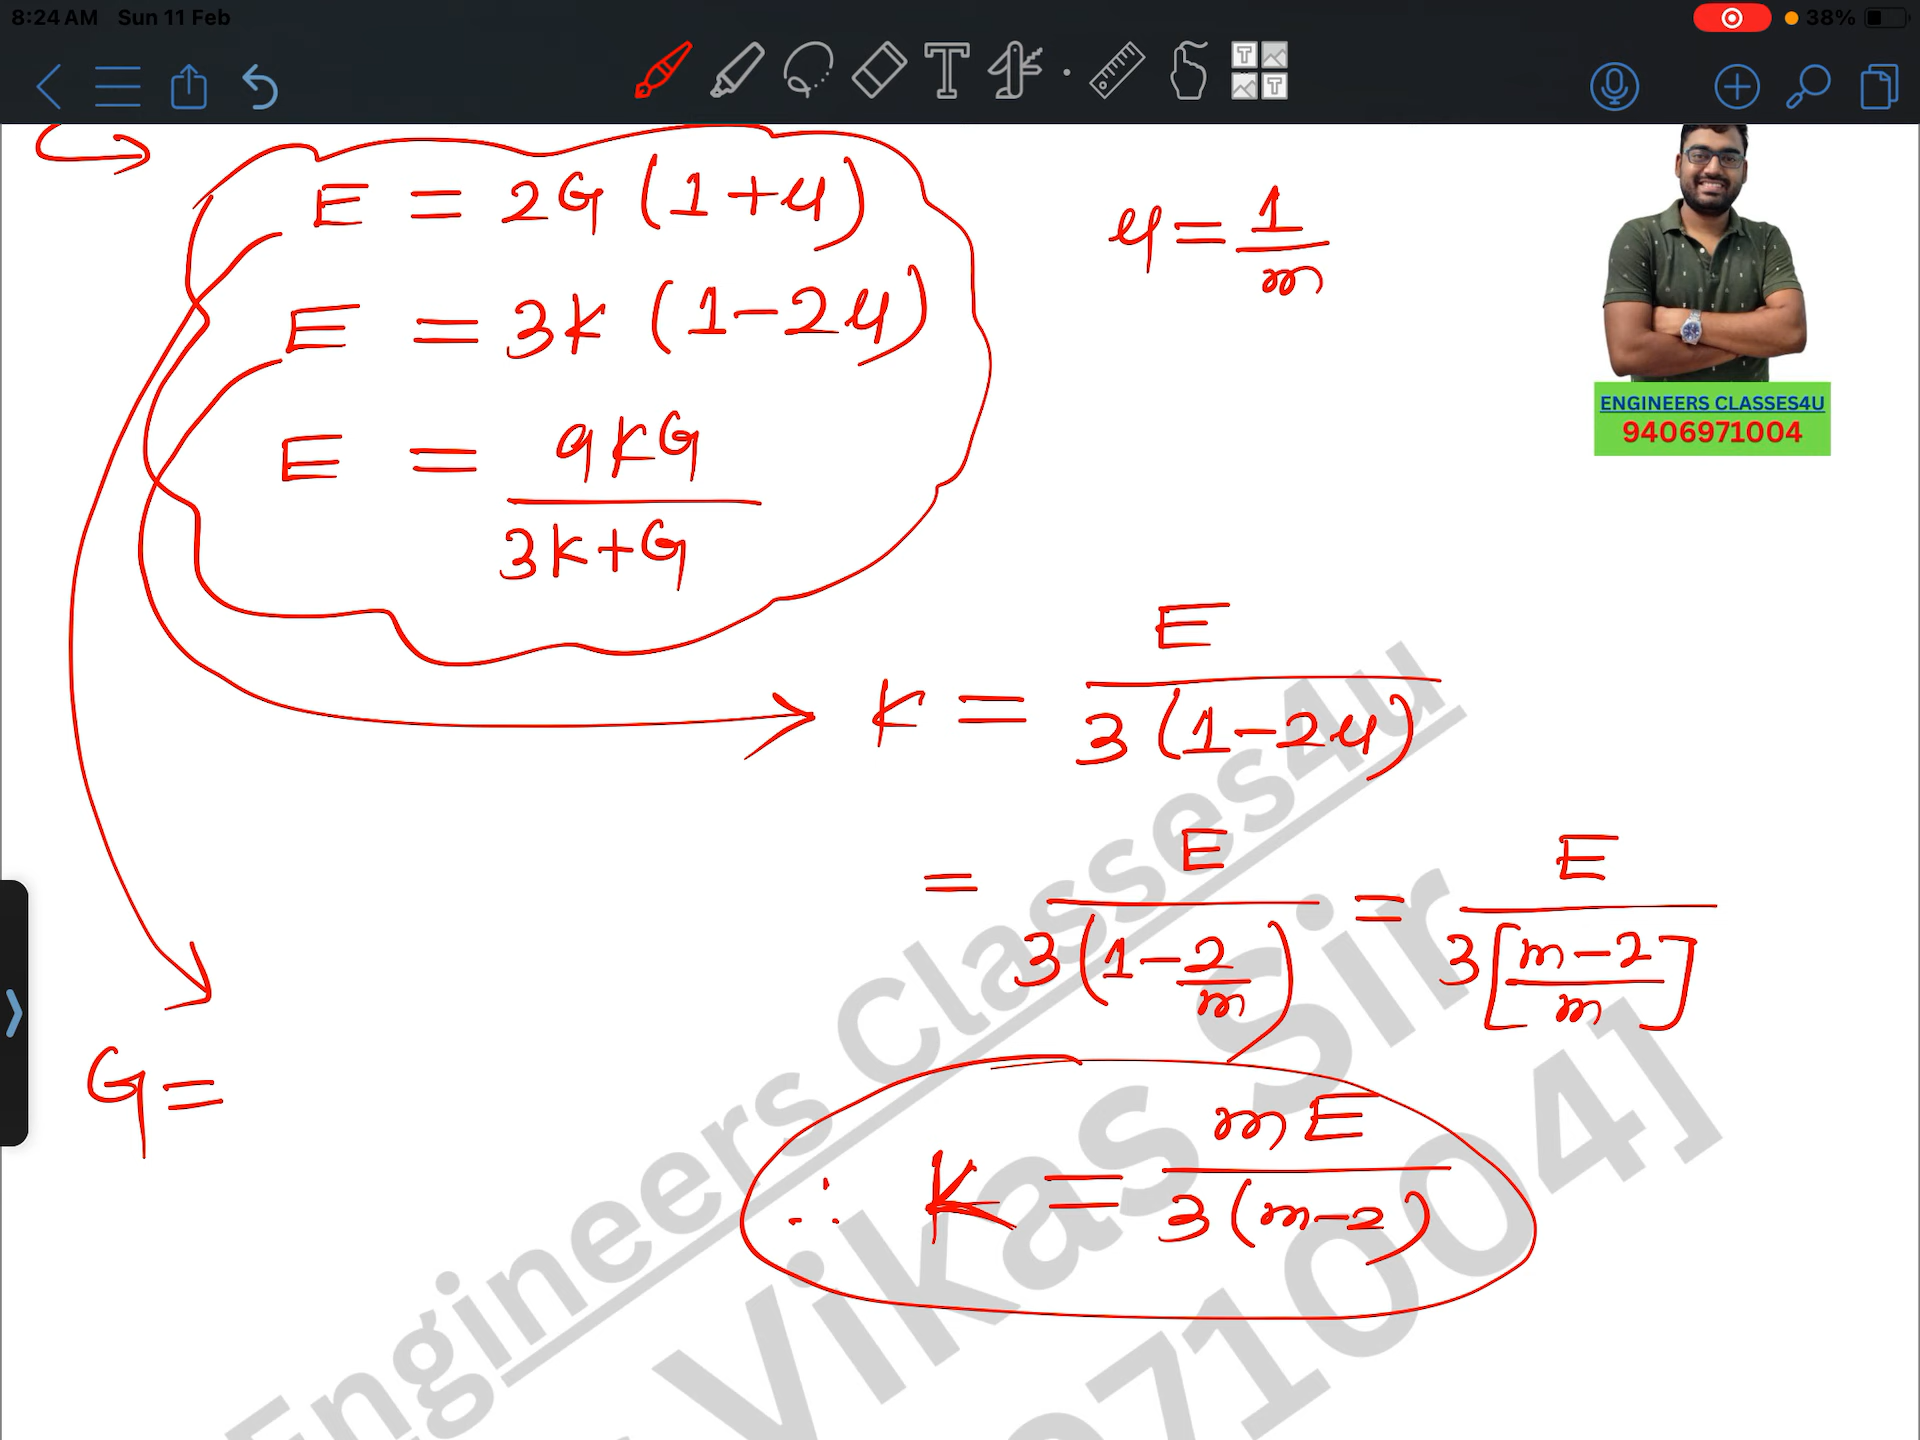 8:24 AM Sun 11 Feb
38%
E = 2G (1+μ)
μ = 1/m
E = 3K (1-2μ)
E = 9KG/3K+G
ENGINEERS CLASSES4U
9406971004
K = E/3(1-2μ)
= E/3(1-2/m) = E/3[m-2/m]
G =
∴ K = mE/3(m-2)
Engineers Classes4u
Vikas Sir
971004]